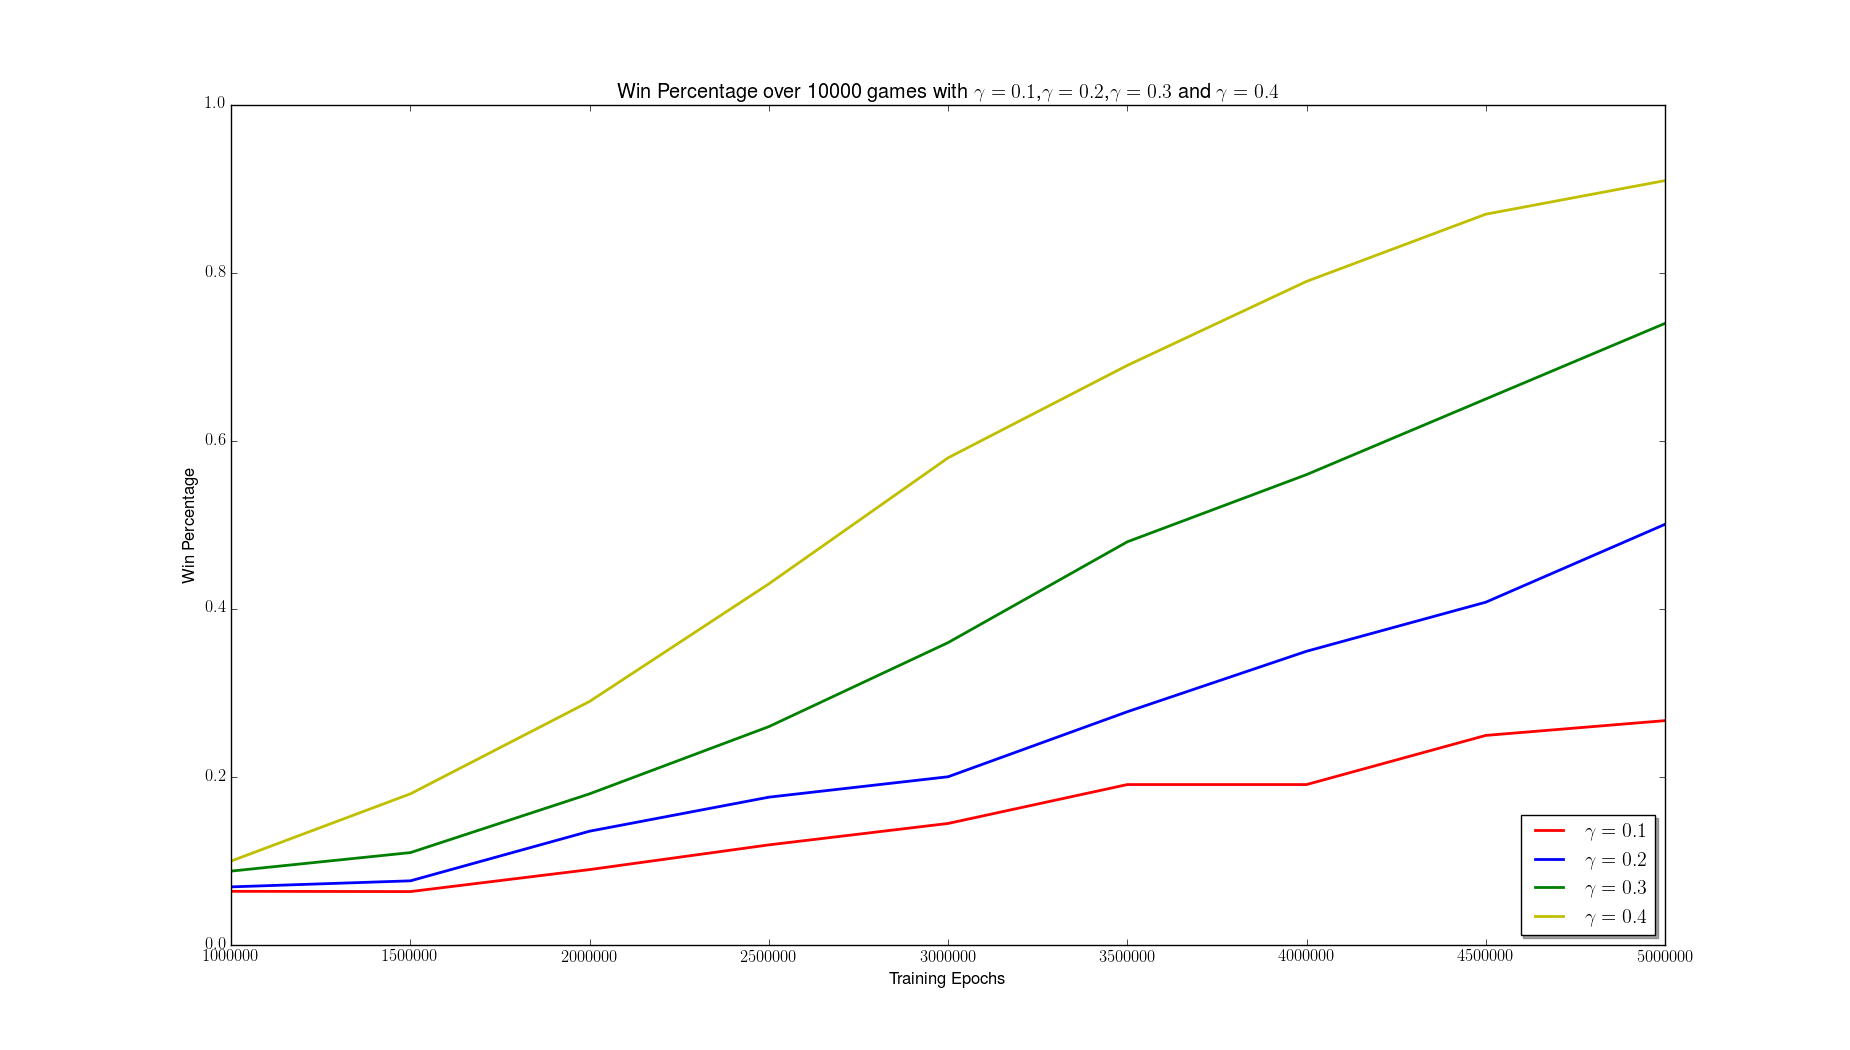 Win Percentage over 10000 games with γ = 0.1,γ = 0.2,γ = 0.3 and γ = 0.4
1.0
0.8
0.6
0.4
0.2
0.0
Win Percentage
1000000 1500000 2000000 2500000 3000000 3500000 4000000 4500000 5000000
Training Epochs
γ = 0.1
γ = 0.2
γ = 0.3
γ = 0.4